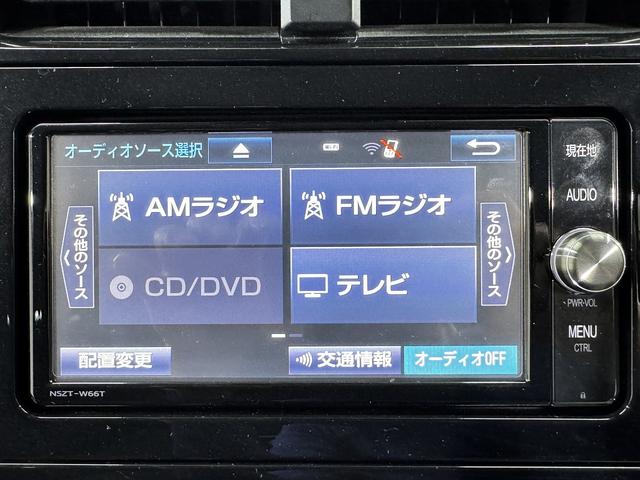 オーディオソース選択
Wi-Fi
現在地
AMラジオ
FMラジオ
AUDIO
その他のソース
その他のソース
CD/DVD
テレビ
PWR-VOL
MENU
CTRL
配置変更
交通情報
オーディオOFF
NSZT-W66T